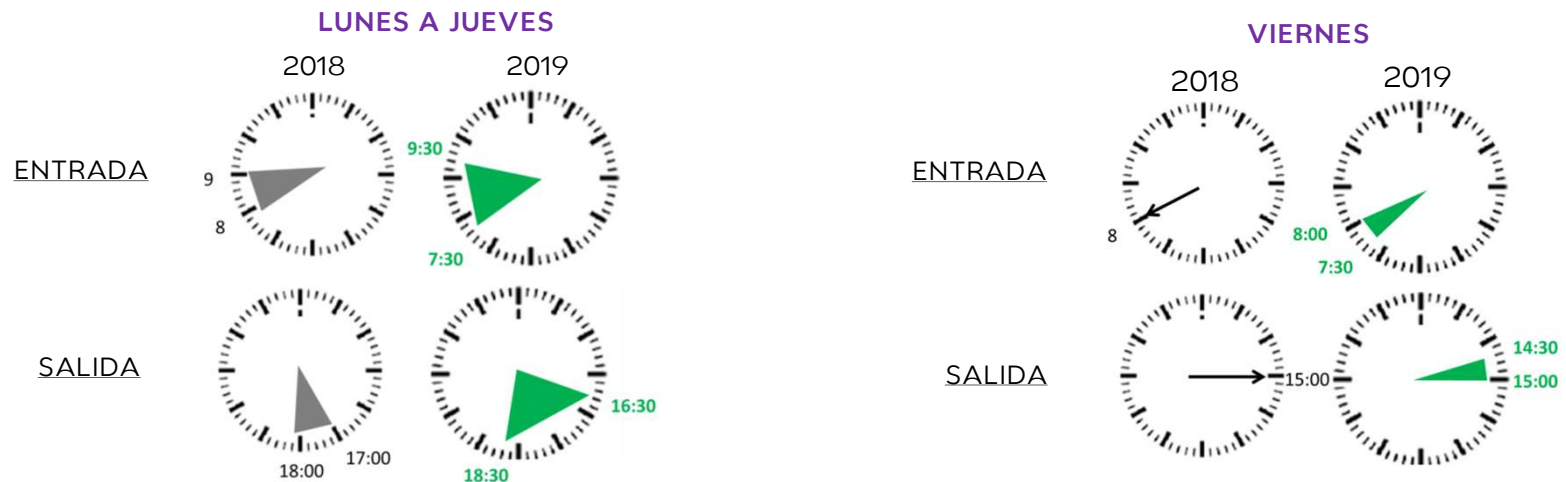 LUNES A JUEVES
2018 2019
ENTRADA
9
8
9:30
7:30
SALIDA
18:00
17:00
16:30
18:30
VIERNES
2018 2019
ENTRADA
8
8:00
7:30
SALIDA
15:00
14:30
15:00